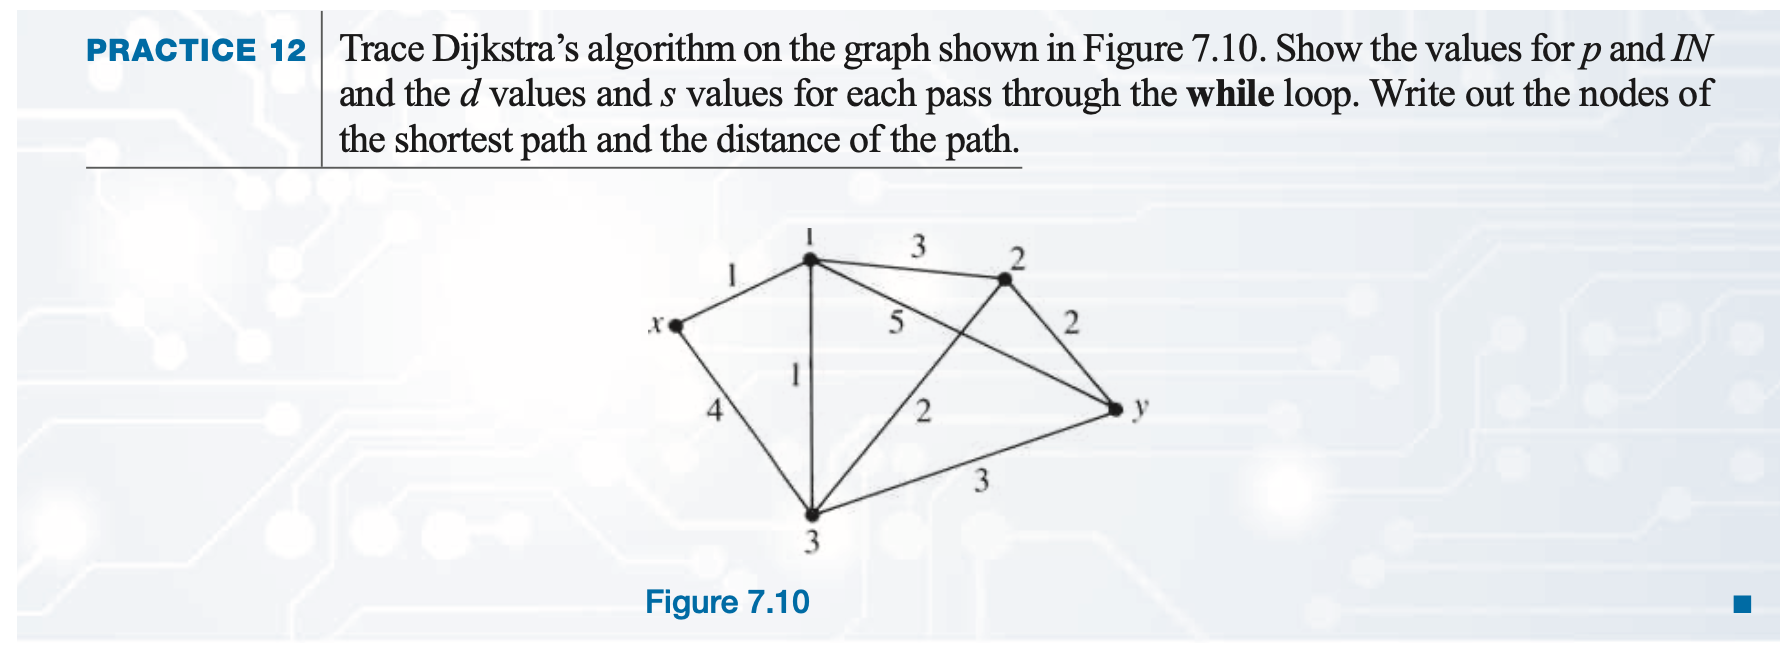 PRACTICE 12
Trace Dijkstra’s algorithm on the graph shown in Figure 7.10. Show the values for p and IN
and the d values and s values for each pass through the while loop. Write out the nodes of
the shortest path and the distance of the path.
1
3
2
1
x
5
2
1
4
2
y
3
3
Figure 7.10